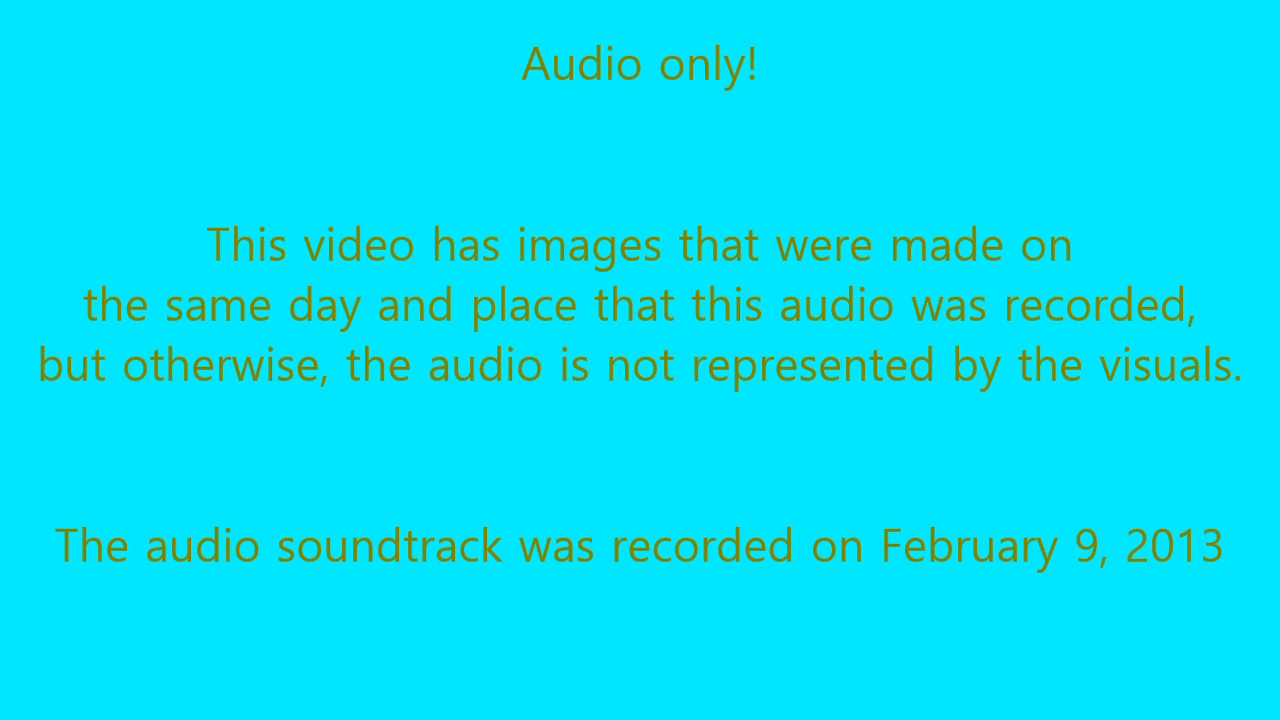 Audio only!
This video has images that were made on
the same day and place that this audio was recorded,
but otherwise, the audio is not represented by the visuals.
The audio soundtrack was recorded on February 9, 2013